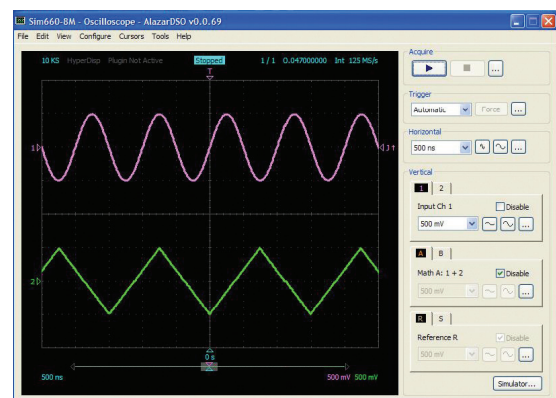 Sim660-8M - Oscilloscope - AlazarDSO v0.0.69
File Edit View Configure Cursors Tools Help
10 KS HyperDisp Plugin Not Active Stopped 1 / 1 0.047000000 Int 125 MS/s
T
1
J↑
2
0 s
500 ns 500 mV 500 mV
Acquire
...
Trigger
Automatic Force ...
Horizontal
500 ns ...
Vertical
1 2
Input Ch 1 Disable
500 mV ...
A B
Math A: 1 + 2 Disable
500 mV ...
R S
Reference R Disable
500 mV ...
Simulator...